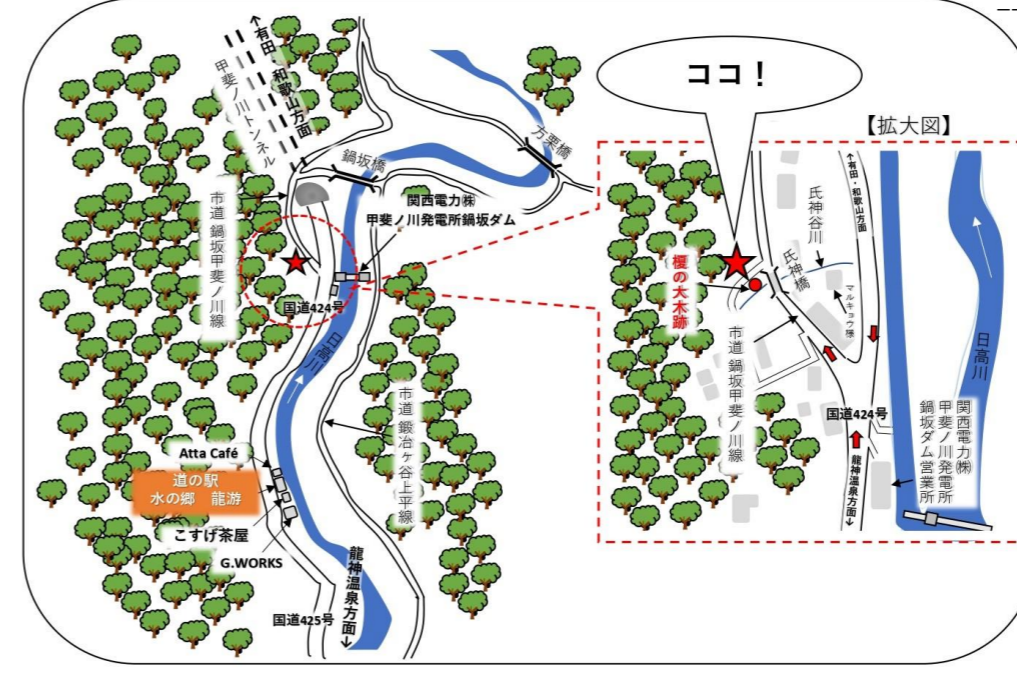 ↑有田・和歌山方面
甲斐ノ川トンネル
鍋坂橋
方栗橋
関西電力㈱
甲斐ノ川発電所鍋坂ダム
市道 鍋坂甲斐ノ川線
国道424号
日高川
市道 鍛冶ヶ谷上平線
Atta Café
道の駅
水の郷　龍游
こすげ茶屋
G.WORKS
国道425号
龍神温泉方面↓
ココ！
【拡大図】
↑有田・和歌山方面
氏神谷川
氏神橋
榎の大木跡
マルキョウ様
市道 鍋坂甲斐ノ川線
国道424号
日高川
関西電力㈱
甲斐ノ川発電所
鍋坂ダム営業所
龍神温泉方面↓